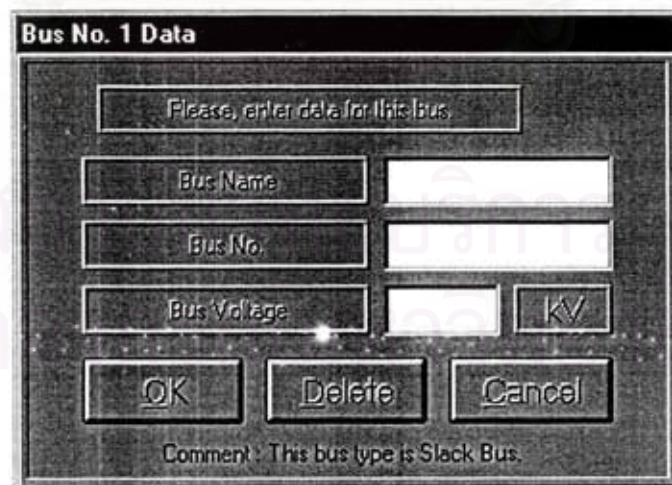 Bus No. 1 Data
Please, enter data for this bus.
Bus Name
Bus No.
Bus Voltage
KV
OK
Delete
Cancel
Comment : This bus type is Slack Bus.